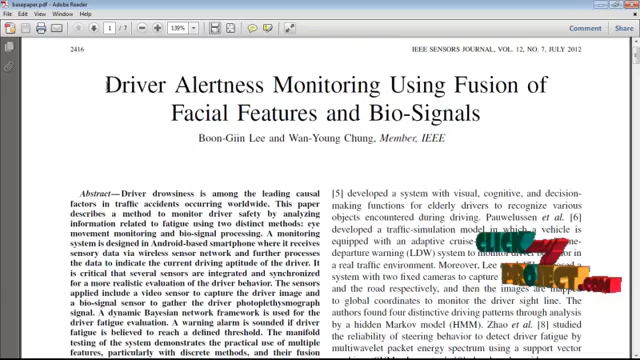 basepaper.pdf - Adobe Reader
File Edit View Window Help
1 / 7
139%
Comment
Share
2416
IEEE SENSORS JOURNAL, VOL. 12, NO. 7, JULY 2012
Driver Alertness Monitoring Using Fusion of
Facial Features and Bio-Signals
Boon-Giin Lee and Wan-Young Chung, Member, IEEE
Abstract—Driver drowsiness is among the leading causal
factors in traffic accidents occurring worldwide. This paper
describes a method to monitor driver safety by analyzing
information related to fatigue using two distinct methods: eye
movement monitoring and bio-signal processing. A monitoring
system is designed in Android-based smartphone where it receives
sensory data via wireless sensor network and further processes
the data to indicate the current driving aptitude of the driver. It
is critical that several sensors are integrated and synchronized
for a more realistic evaluation of the driver behavior. The sensors
applied include a video sensor to capture the driver image and
a bio-signal sensor to gather the driver photoplethysmograph
signal. A dynamic Bayesian network framework is used for the
driver fatigue evaluation. A warning alarm is sounded if driver
fatigue is believed to reach a defined threshold. The manifold
testing of the system demonstrates the practical use of multiple
features, particularly with discrete methods, and their fusion
[5] developed a system with visual, cognitive, and decision-
making functions for elderly drivers to recognize various
objects encountered during driving. Pauwelussen et al. [6]
developed a traffic-simulation model in which a vehicle is
equipped with an adaptive cruise-
departure warning (LDW) system to
a real traffic environment. Moreover, L
system with two fixed cameras to capture
and the road respectively, and then the images are
to global coordinates to monitor the driver sight line. The
authors found four distinctive driving patterns through analysis
by a hidden Markov model (HMM). Zhao et al. [8] studied
the reliability of steering behavior to detect driver fatigue by
multiwavelet packet energy spectrum using a support vector
CLICK
PROJECT.COM